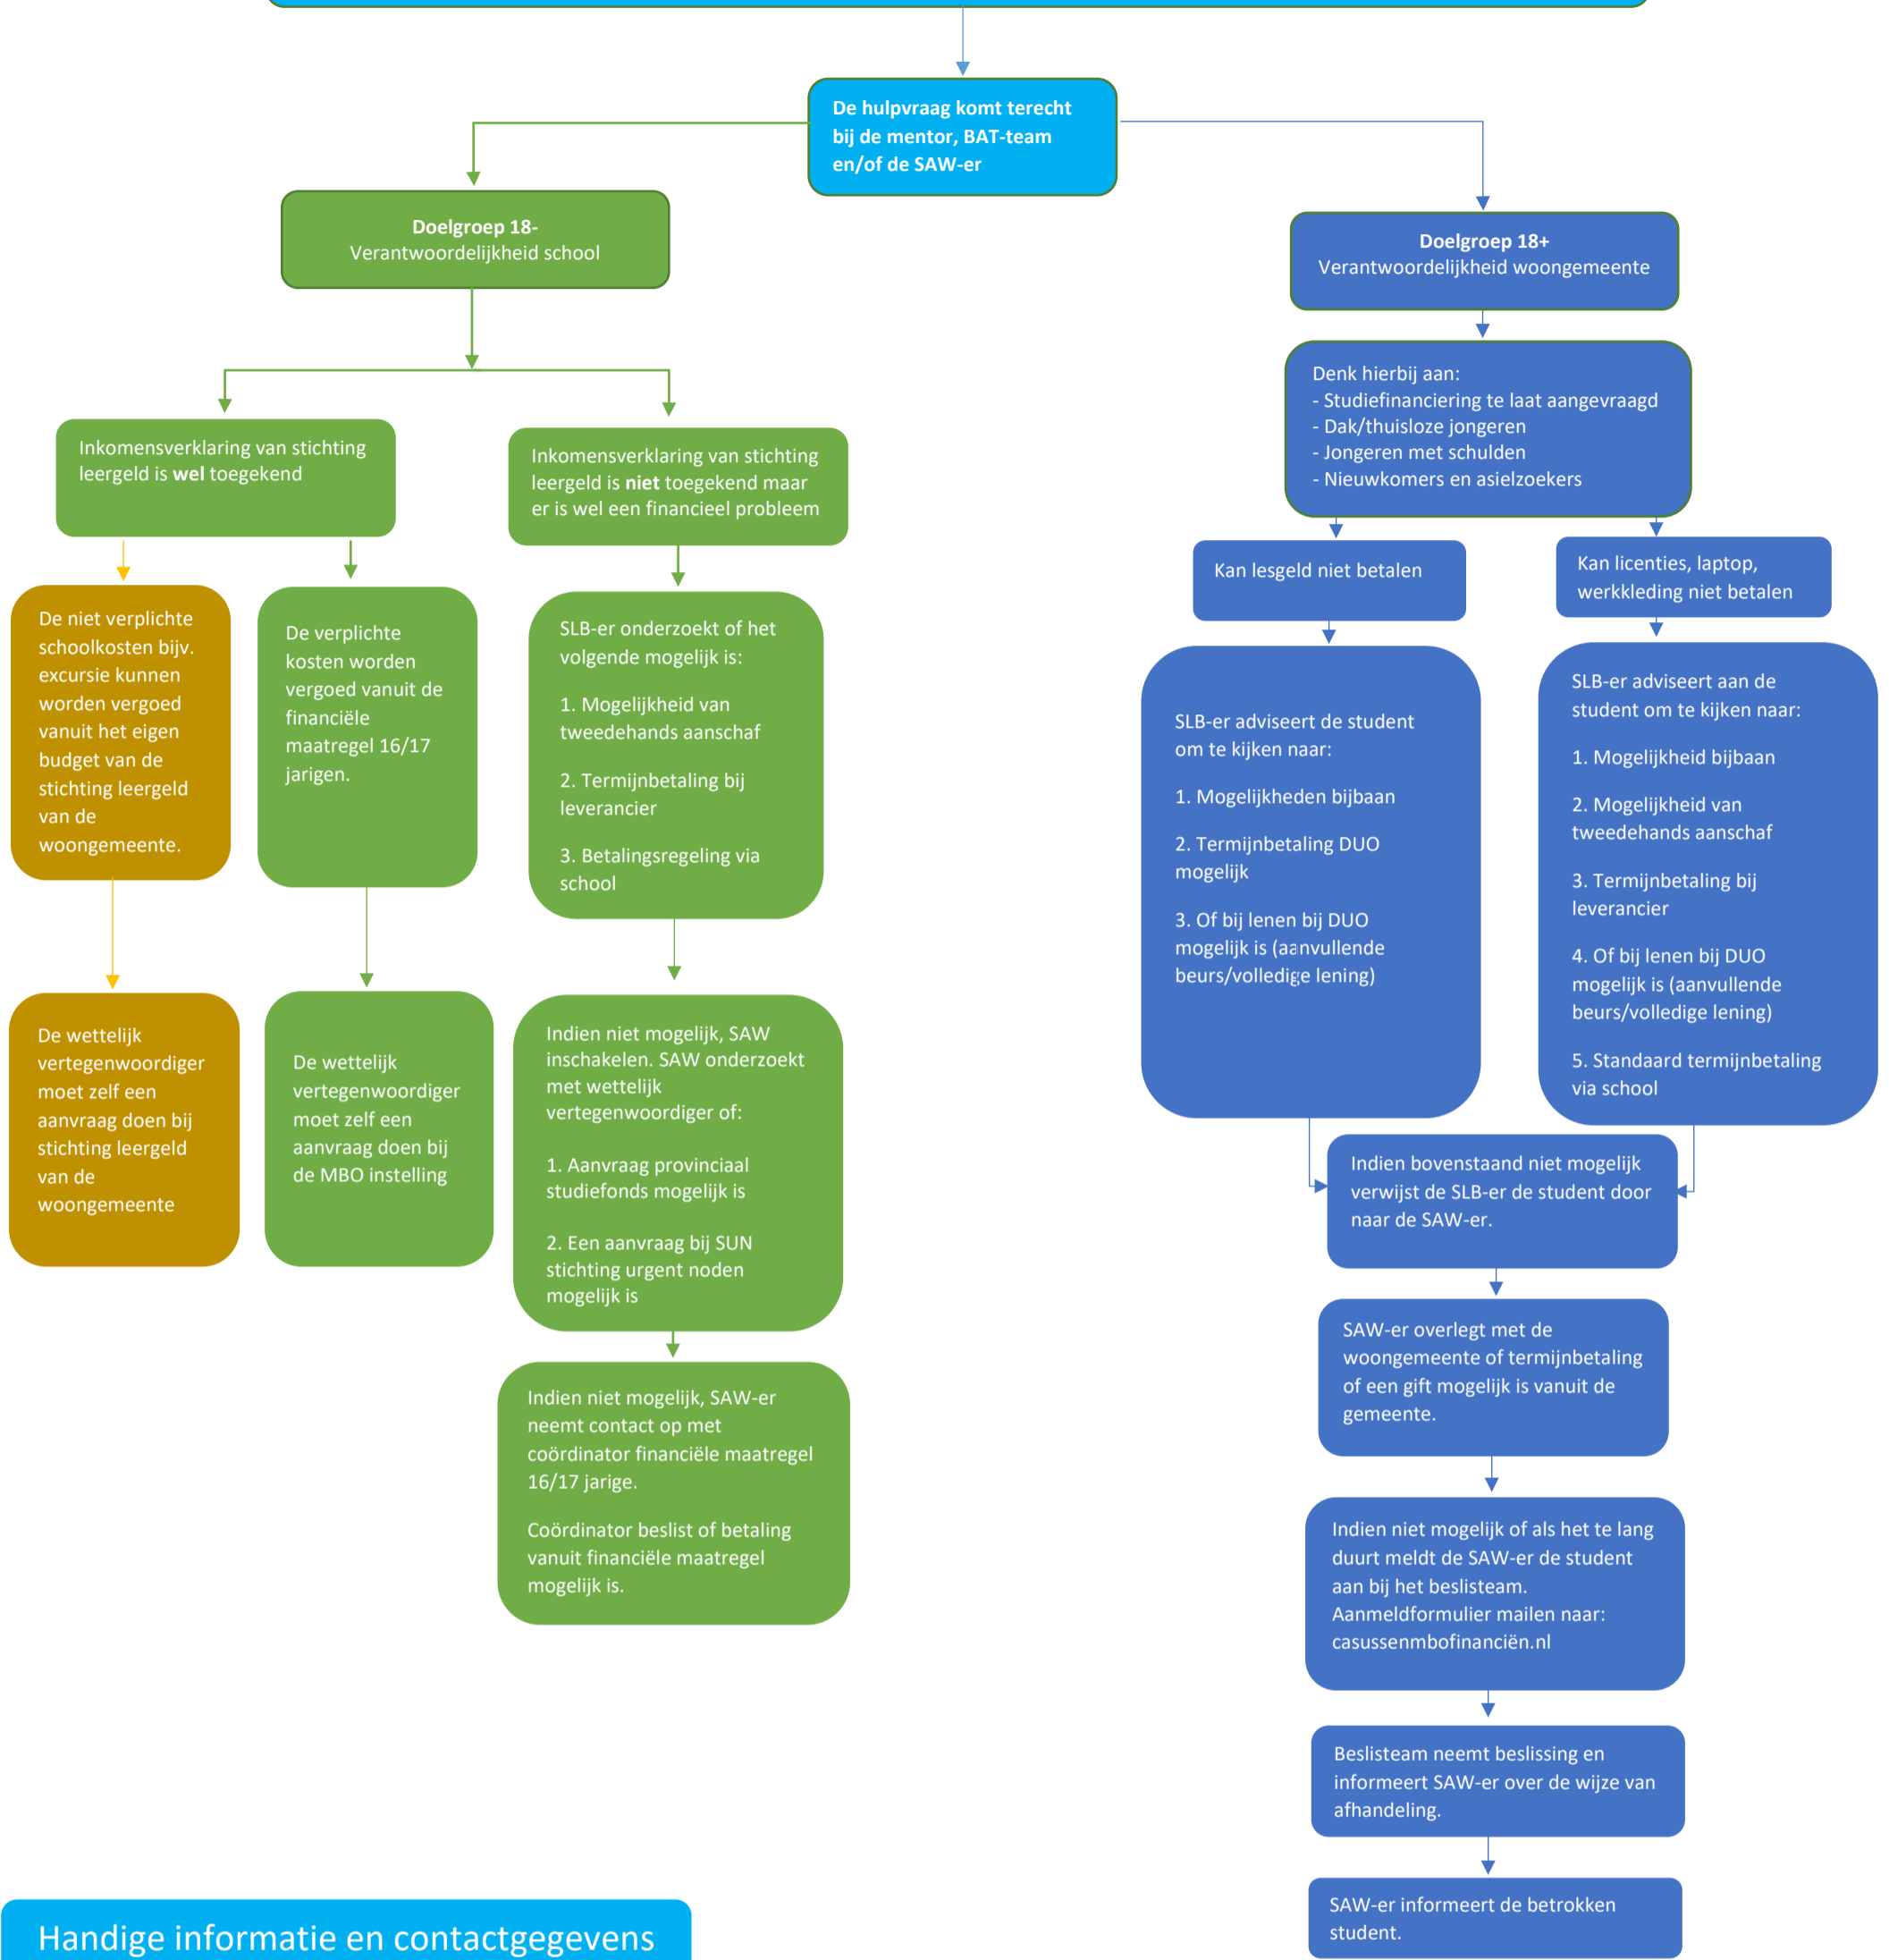 De hulpvraag komt terecht
bij de mentor, BAT-team
en/of de SAW-er
Doelgroep 18-
Verantwoordelijkheid school
Inkomensverklaring van stichting
leergeld is wel toegekend
De niet verplichte
schoolkosten bijv.
excursie kunnen
worden vergoed
vanuit het eigen
budget van de
stichting leergeld
van de
woongemeente.
De wettelijk
vertegenwoordiger
moet zelf een
aanvraag doen bij
stichting leergeld
van de
woongemeente
De verplichte
kosten worden
vergoed vanuit de
financiële
maatregel 16/17
jarigen.
De wettelijk
vertegenwoordiger
moet zelf een
aanvraag doen bij
de MBO instelling
Inkomensverklaring van stichting
leergeld is niet toegekend maar
er is wel een financieel probleem
SLB-er onderzoekt of het
volgende mogelijk is:
1. Mogelijkheid van
tweedehands aanschaf
2. Termijnbetaling bij
leverancier
3. Betalingsregeling via
school
Indien niet mogelijk, SAW
inschakelen. SAW onderzoekt
met wettelijk
vertegenwoordiger of:
1. Aanvraag provinciaal
studiefonds mogelijk is
2. Een aanvraag bij SUN
stichting urgent noden
mogelijk is
Indien niet mogelijk, SAW-er
neemt contact op met
coördinator financiële maatregel
16/17 jarige.
Coördinator beslist of betaling
vanuit financiële maatregel
mogelijk is.
Doelgroep 18+
Verantwoordelijkheid woongemeente
Denk hierbij aan:
- Studiefinanciering te laat aangevraagd
- Dak/thuisloze jongeren
- Jongeren met schulden
- Nieuwkomers en asielzoekers
Kan lesgeld niet betalen
SLB-er adviseert de student
om te kijken naar:
1. Mogelijkheden bijbaan
2. Termijnbetaling DUO
mogelijk
3. Of bij lenen bij DUO
mogelijk is (aanvullende
beurs/volledige lening)
Kan licenties, laptop,
werkkleding niet betalen
SLB-er adviseert aan de
student om te kijken naar:
1. Mogelijkheid bijbaan
2. Mogelijkheid van
tweedehands aanschaf
3. Termijnbetaling bij
leverancier
4. Of bij lenen bij DUO
mogelijk is (aanvullende
beurs/volledige lening)
5. Standaard termijnbetaling
via school
Indien bovenstaand niet mogelijk
verwijst de SLB-er de student door
naar de SAW-er.
SAW-er overlegt met de
woongemeente of termijnbetaling
of een gift mogelijk is vanuit de
gemeente.
Indien niet mogelijk of als het te lang
duurt meldt de SAW-er de student
aan bij het beslisteam.
Aanmeldformulier mailen naar:
casussenmbofinanciën.nl
Beslisteam neemt beslissing en
informeert SAW-er over de wijze van
afhandeling.
SAW-er informeert de betrokken
student.
Handige informatie en contactgegevens